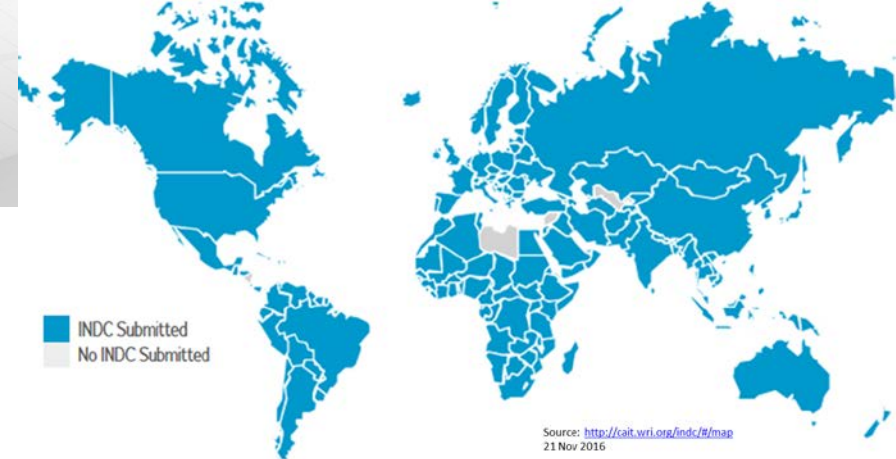 INDC Submitted
No INDC Submitted
Source: http://cait.wri.org/indc/#/map
21 Nov 2016